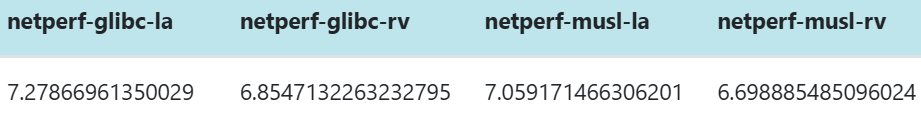 netperf-glibc-la netperf-glibc-rv netperf-musl-la netperf-musl-rv
7.27866961350029 6.8547132263232795 7.059171466306201 6.698885485096024